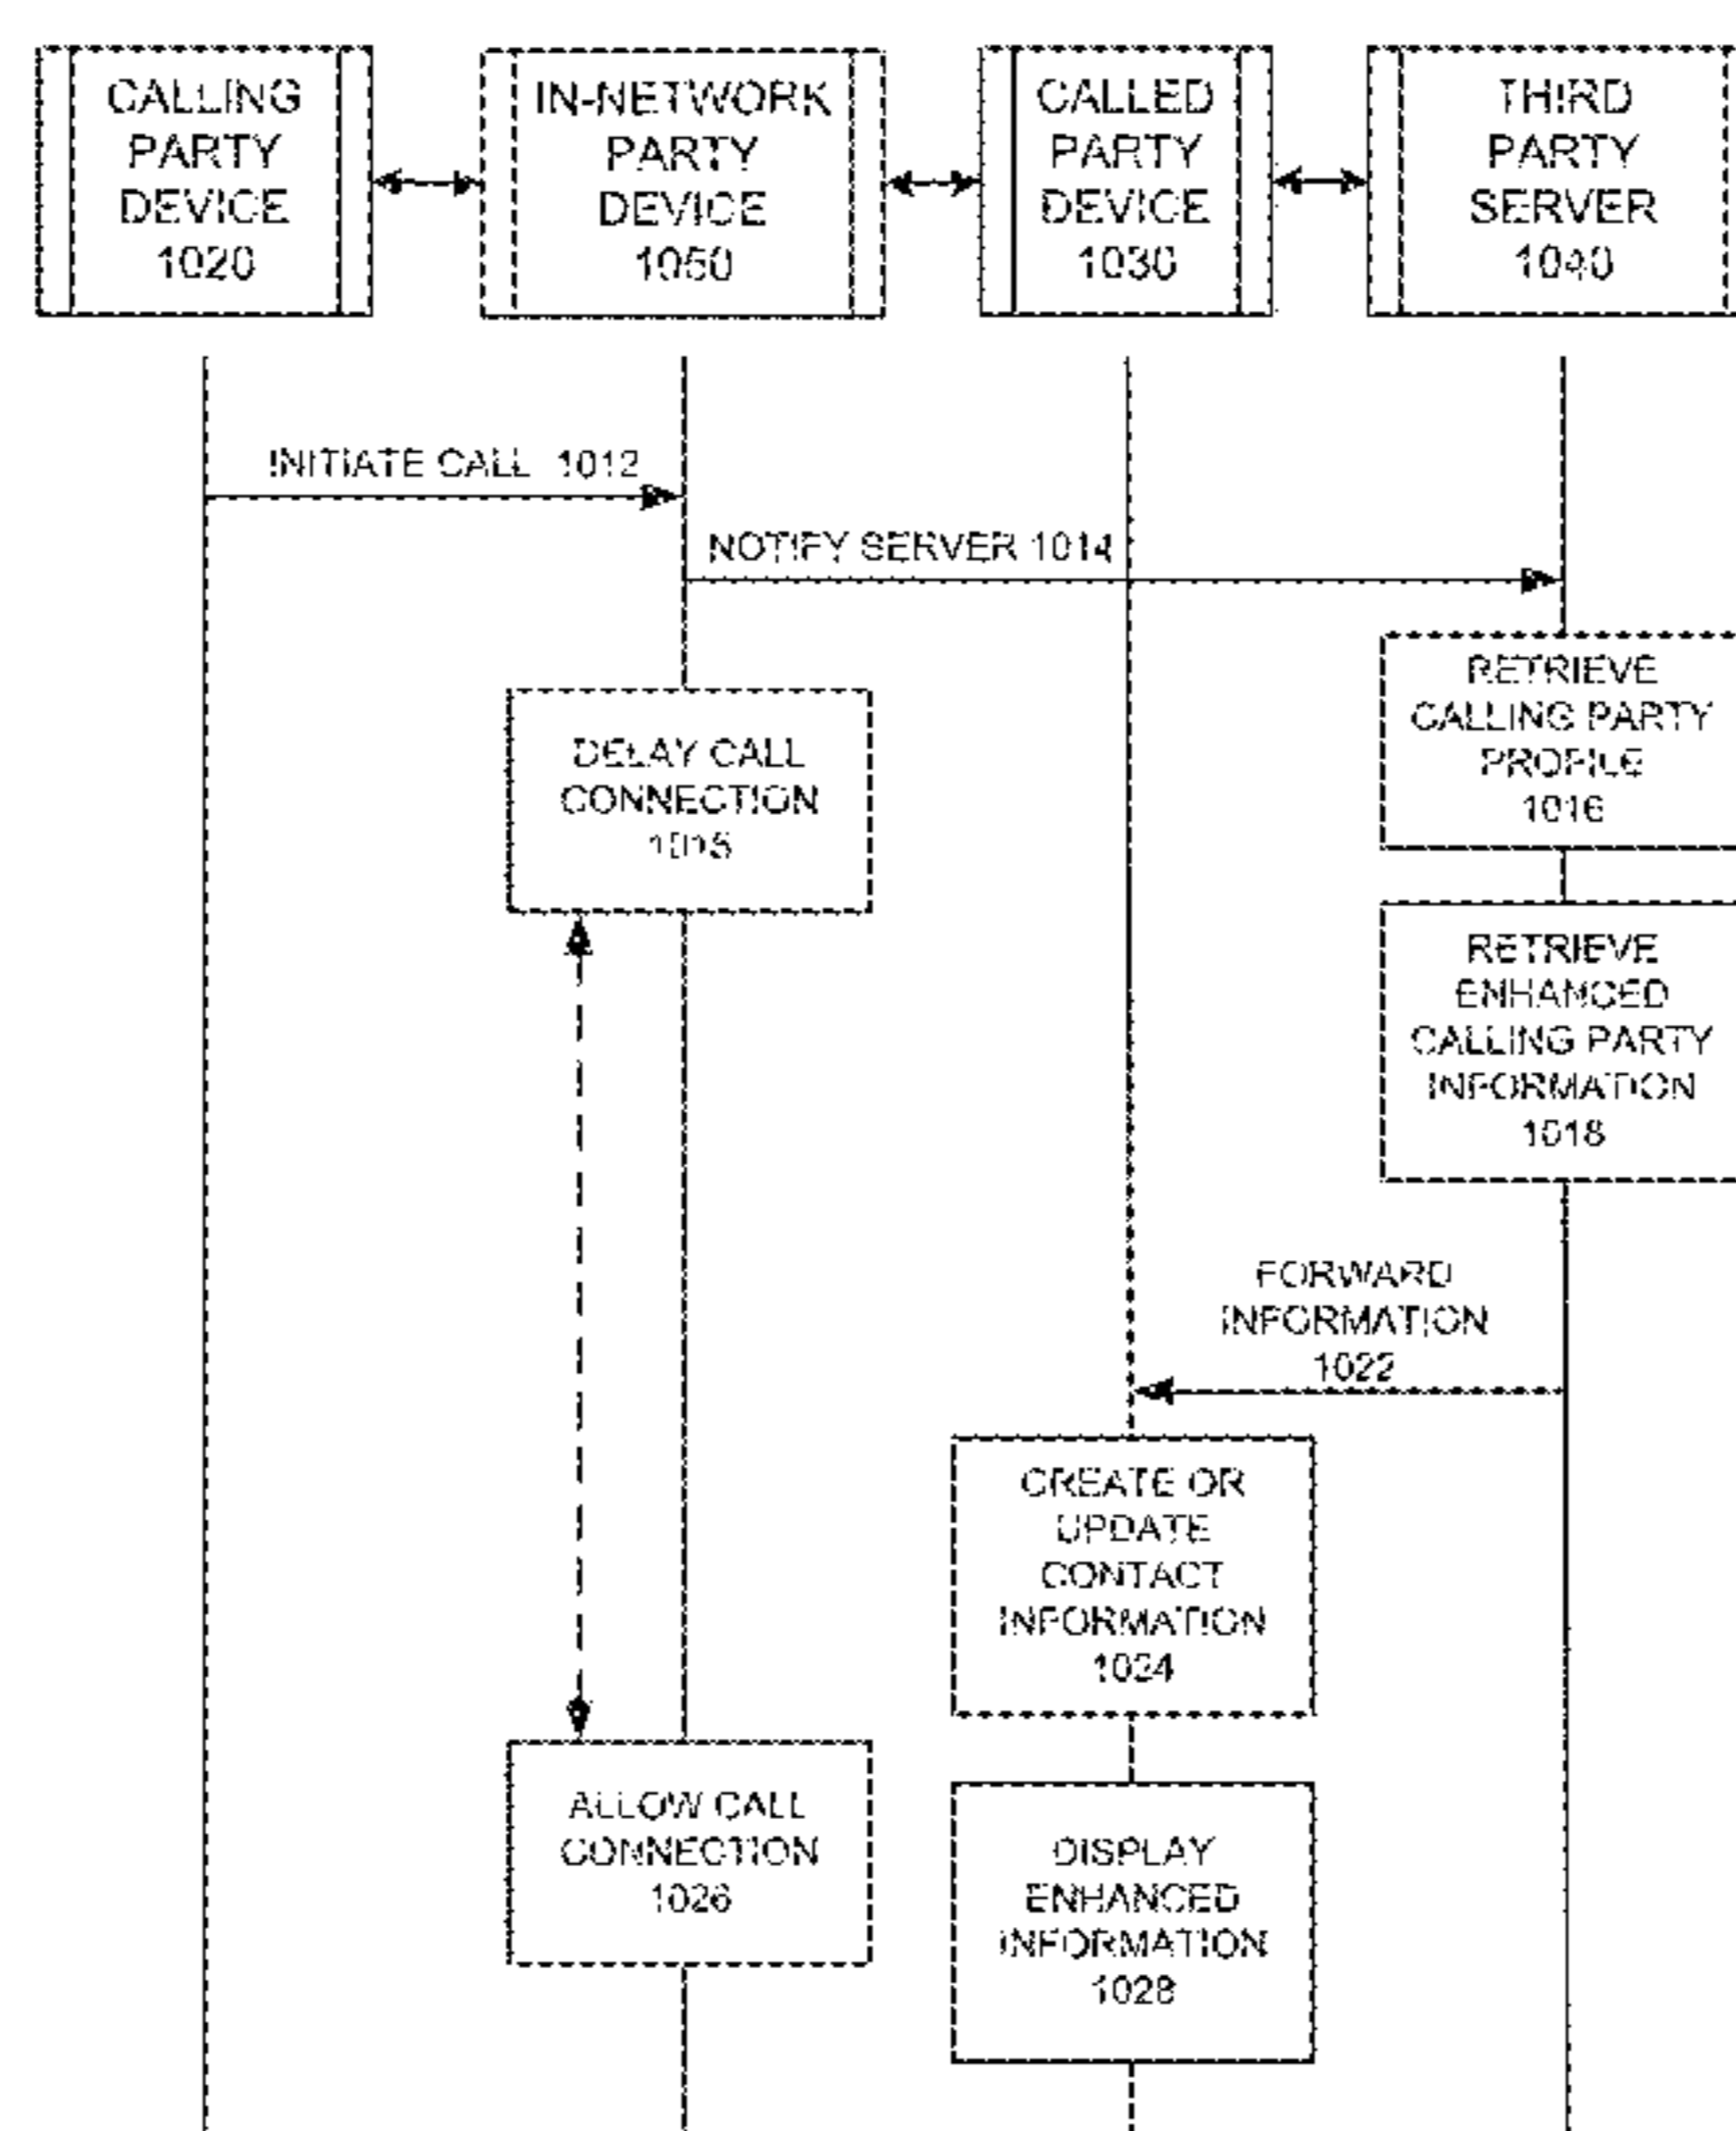 CALLING
PARTY
DEVICE
1020
IN-NETWORK
PARTY
DEVICE
1050
CALLED
PARTY
DEVICE
1030
THIRD
PARTY
SERVER
1040
INITIATE CALL 1012
NOTIFY SERVER 1014
RETRIEVE
CALLING PARTY
PROFILE
1016
DELAY CALL
CONNECTION
1015
RETRIEVE
ENHANCED
CALLING PARTY
INFORMATION
1018
FORWARD
INFORMATION
1022
CREATE OR
UPDATE
CONTACT
INFORMATION
1024
ALLOW CALL
CONNECTION
1026
DISPLAY
ENHANCED
INFORMATION
1028